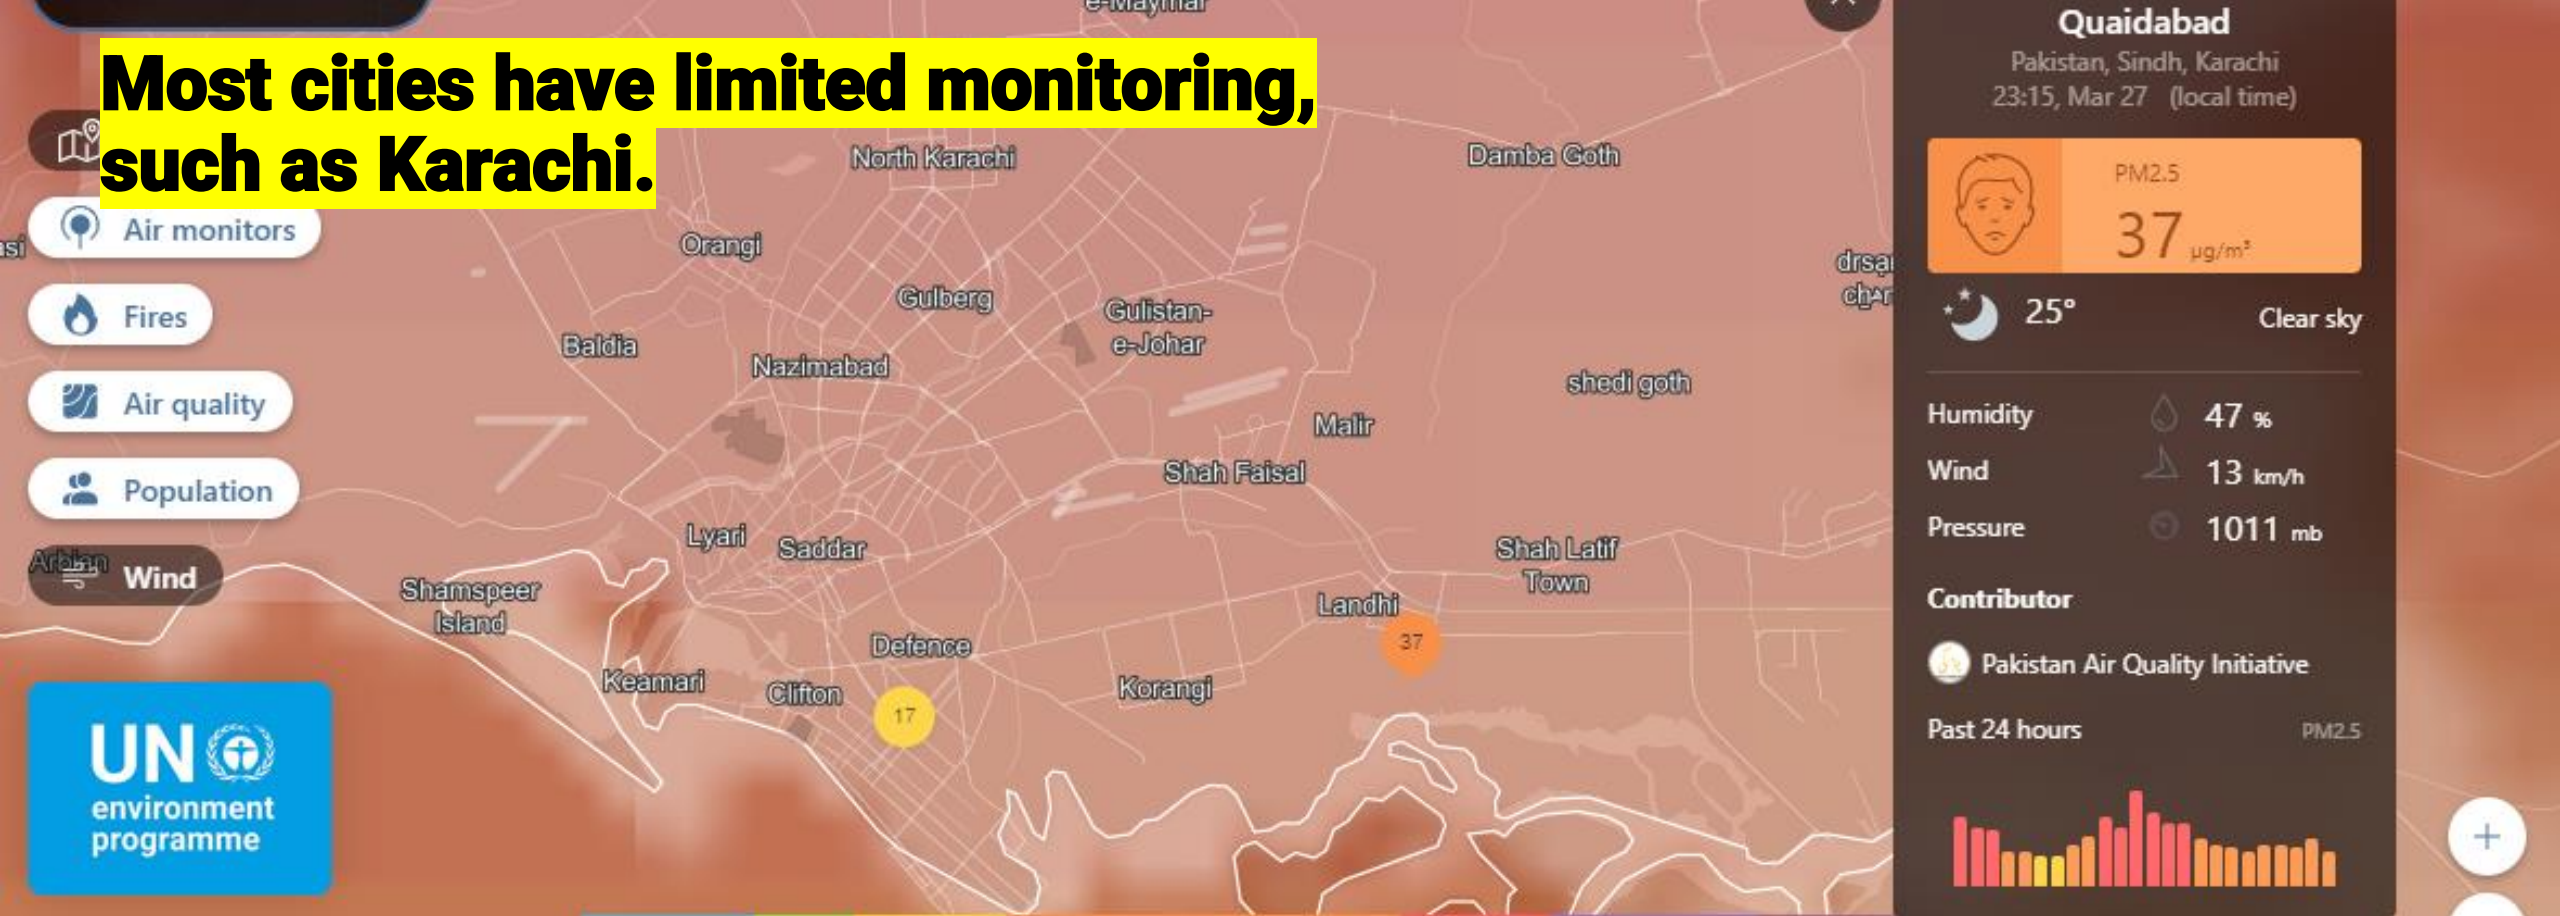 Most cities have limited monitoring,
such as Karachi.
Air monitors
Fires
Air quality
Population
Wind
UN
environment
programme
e-Maymar
North Karachi
Damba Goth
Orangi
Gulberg
Gulistan-
e-Johar
Baldia
Nazimabad
shedi goth
Malir
Shah Faisal
Lyari
Saddar
Shah Latif
Town
Shamspeer
Island
Landhi
37
Defence
Keamari
Clifton
Korangi
17
Quaidabad
Pakistan, Sindh, Karachi
23:15, Mar 27 (local time)
PM2.5
37 µg/m³
25° Clear sky
Humidity 47 %
Wind 13 km/h
Pressure 1011 mb
Contributor
Pakistan Air Quality Initiative
Past 24 hours PM2.5
+